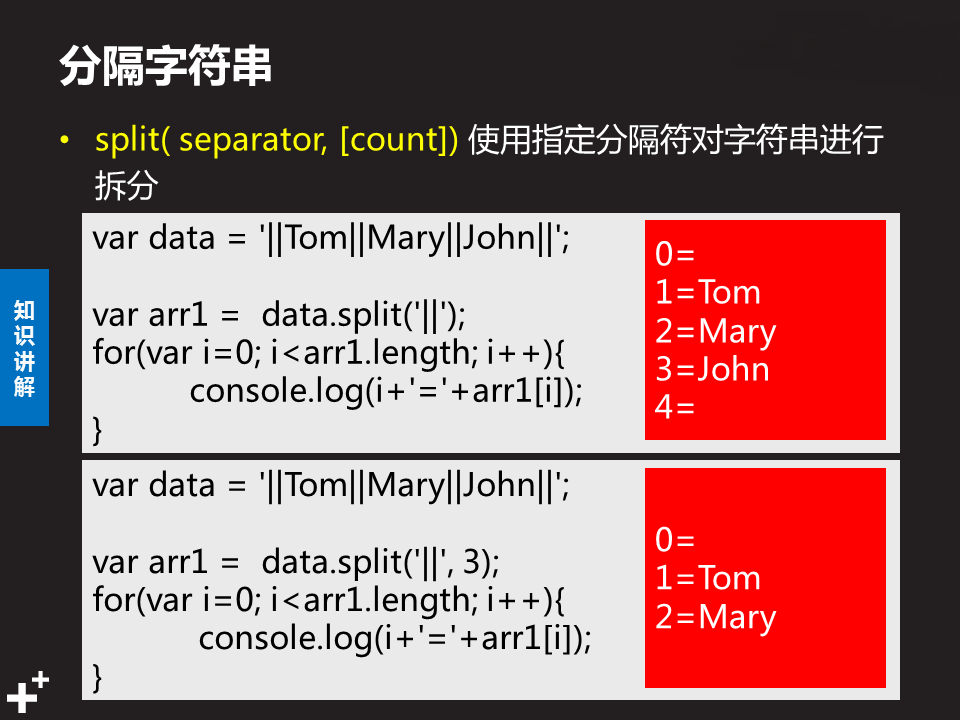 分隔字符串
• split( separator, [count]) 使用指定分隔符对字符串进行
拆分
var data = '||Tom||Mary||John||';
var arr1 =  data.split('||');
for(var i=0; i<arr1.length; i++){
console.log(i+'='+arr1[i]);
}
0=
1=Tom
2=Mary
3=John
4=
知
识
讲
解
var data = '||Tom||Mary||John||';
var arr1 =  data.split('||', 3);
for(var i=0; i<arr1.length; i++){
console.log(i+'='+arr1[i]);
}
0=
1=Tom
2=Mary